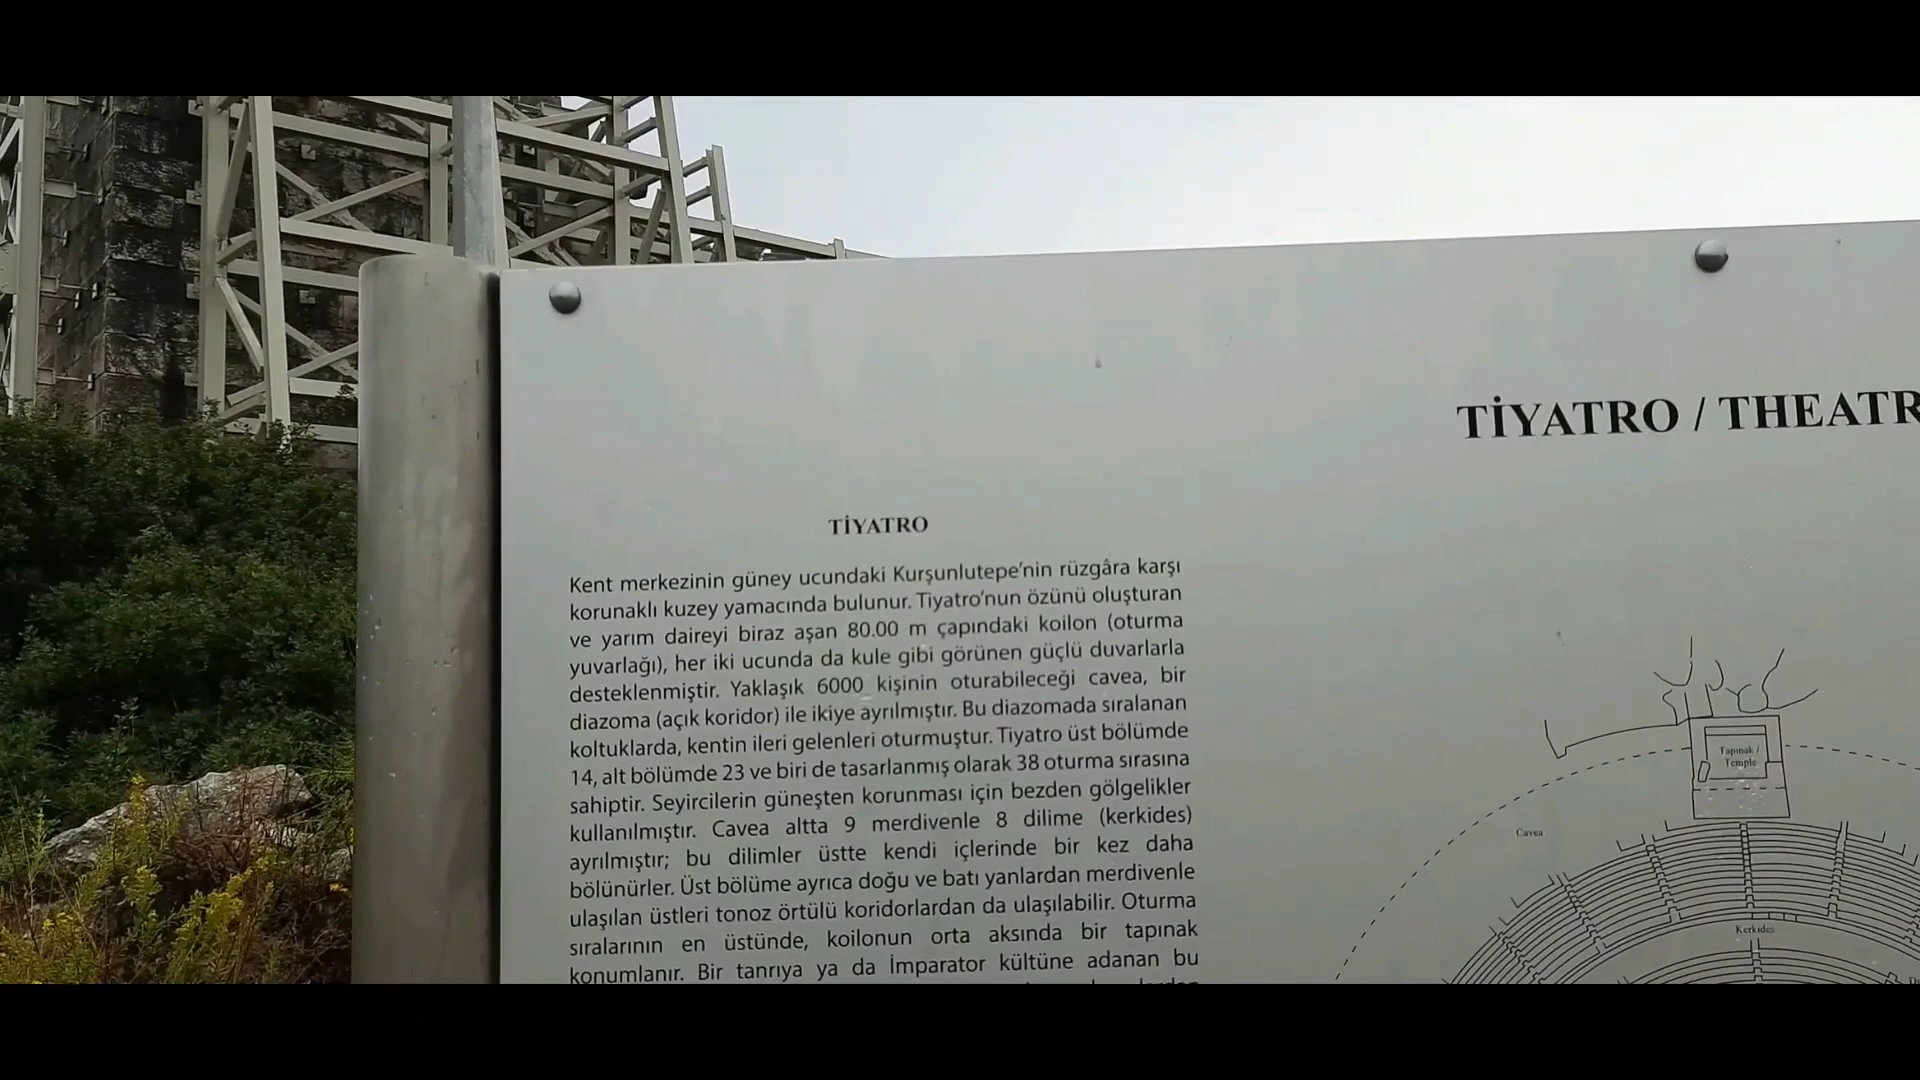 TİYATRO / THEATR
TİYATRO
Kent merkezinin güney ucundaki Kurşunlutepe’nin rüzgâra karşı
korunaklı kuzey yamacında bulunur. Tiyatro’nun özünü oluşturan
ve yarım daireyi biraz aşan 80.00 m çapındaki koilon (oturma
yuvarlağı), her iki ucunda da kule gibi görünen güçlü duvarlarla
desteklenmiştir. Yaklaşık 6000 kişinin oturabileceği cavea, bir
diazoma (açık koridor) ile ikiye ayrılmıştır. Bu diazomada sıralanan
koltuklarda, kentin ileri gelenleri oturmuştur. Tiyatro üst bölümde
14, alt bölümde 23 ve biri de tasarlanmış olarak 38 oturma sırasına
sahiptir. Seyircilerin güneşten korunması için bezden gölgelikler
kullanılmıştır. Cavea altta 9 merdivenle 8 dilime (kerkides)
ayrılmıştır; bu dilimler üstte kendi içlerinde bir kez daha
bölünürler. Üst bölüme ayrıca doğu ve batı yanlardan merdivenle
ulaşılan üstleri tonoz örtülü koridorlardan da ulaşılabilir. Oturma
sıralarının en üstünde, koilonun orta aksında bir tapınak
konumlanır. Bir tanrıya ya da İmparator kültüne adanan bu
Tapınak /
Temple
Cavea
Kerkides